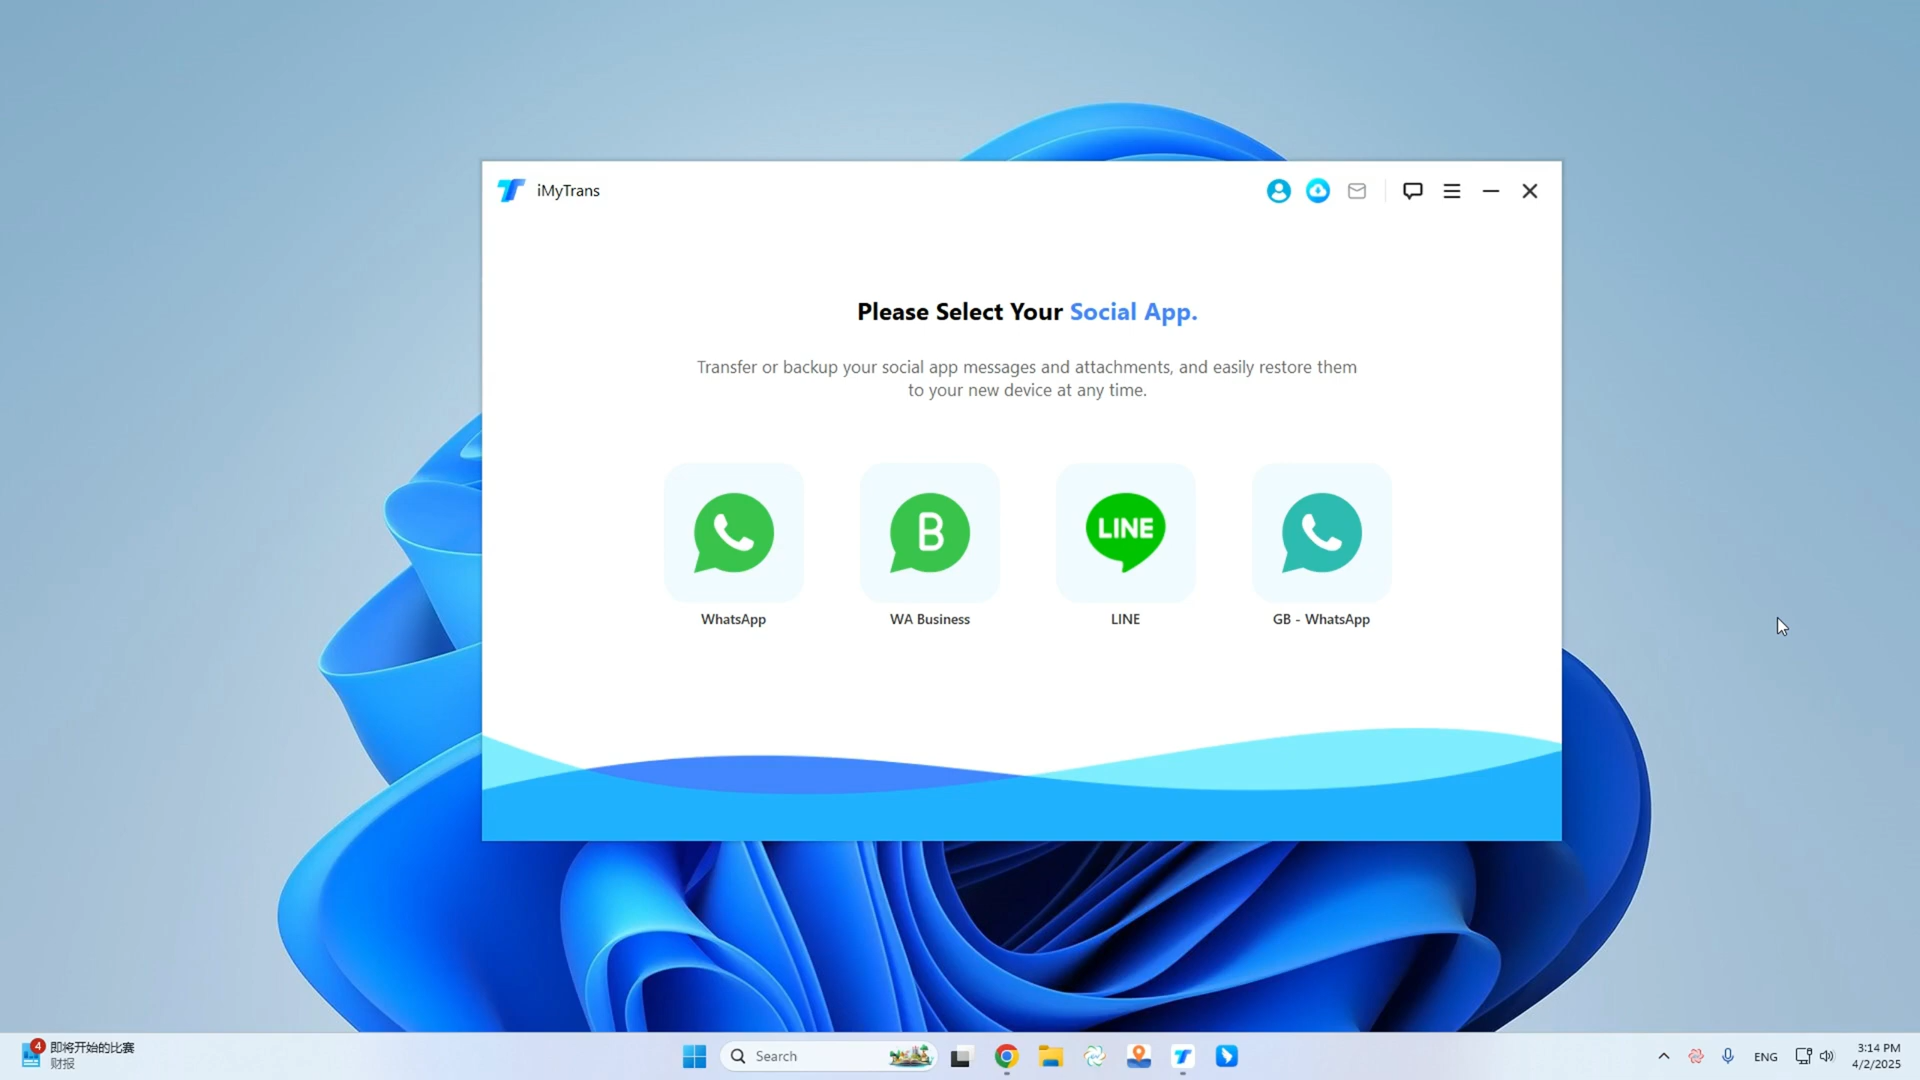 iMyTrans
Please Select Your Social App.
Transfer or backup your social app messages and attachments, and easily restore them
to your new device at any time.
B
LINE
WhatsApp
WA Business
LINE
GB - WhatsApp
4
即将开始的比赛
财报
Search
ENG
3:14 PM
4/2/2025